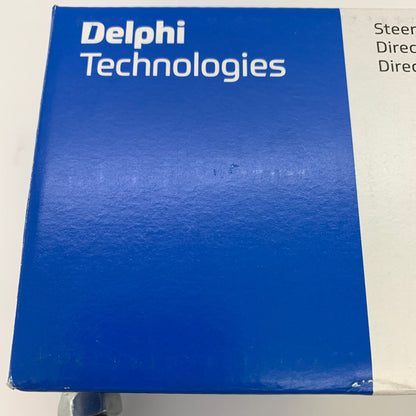 Delphi
Technologies
Steer
Direc
Direc